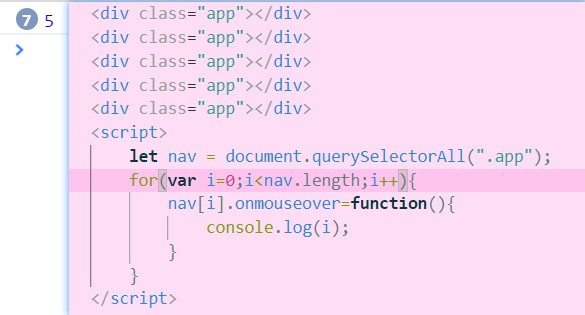 7 5
<div class="app"></div>
<div class="app"></div>
<div class="app"></div>
<div class="app"></div>
<div class="app"></div>
<script>
let nav = document.querySelectorAll(".app");
for(var i=0;i<nav.length;i++){
nav[i].onmouseover=function(){
console.log(i);
}
}
</script>